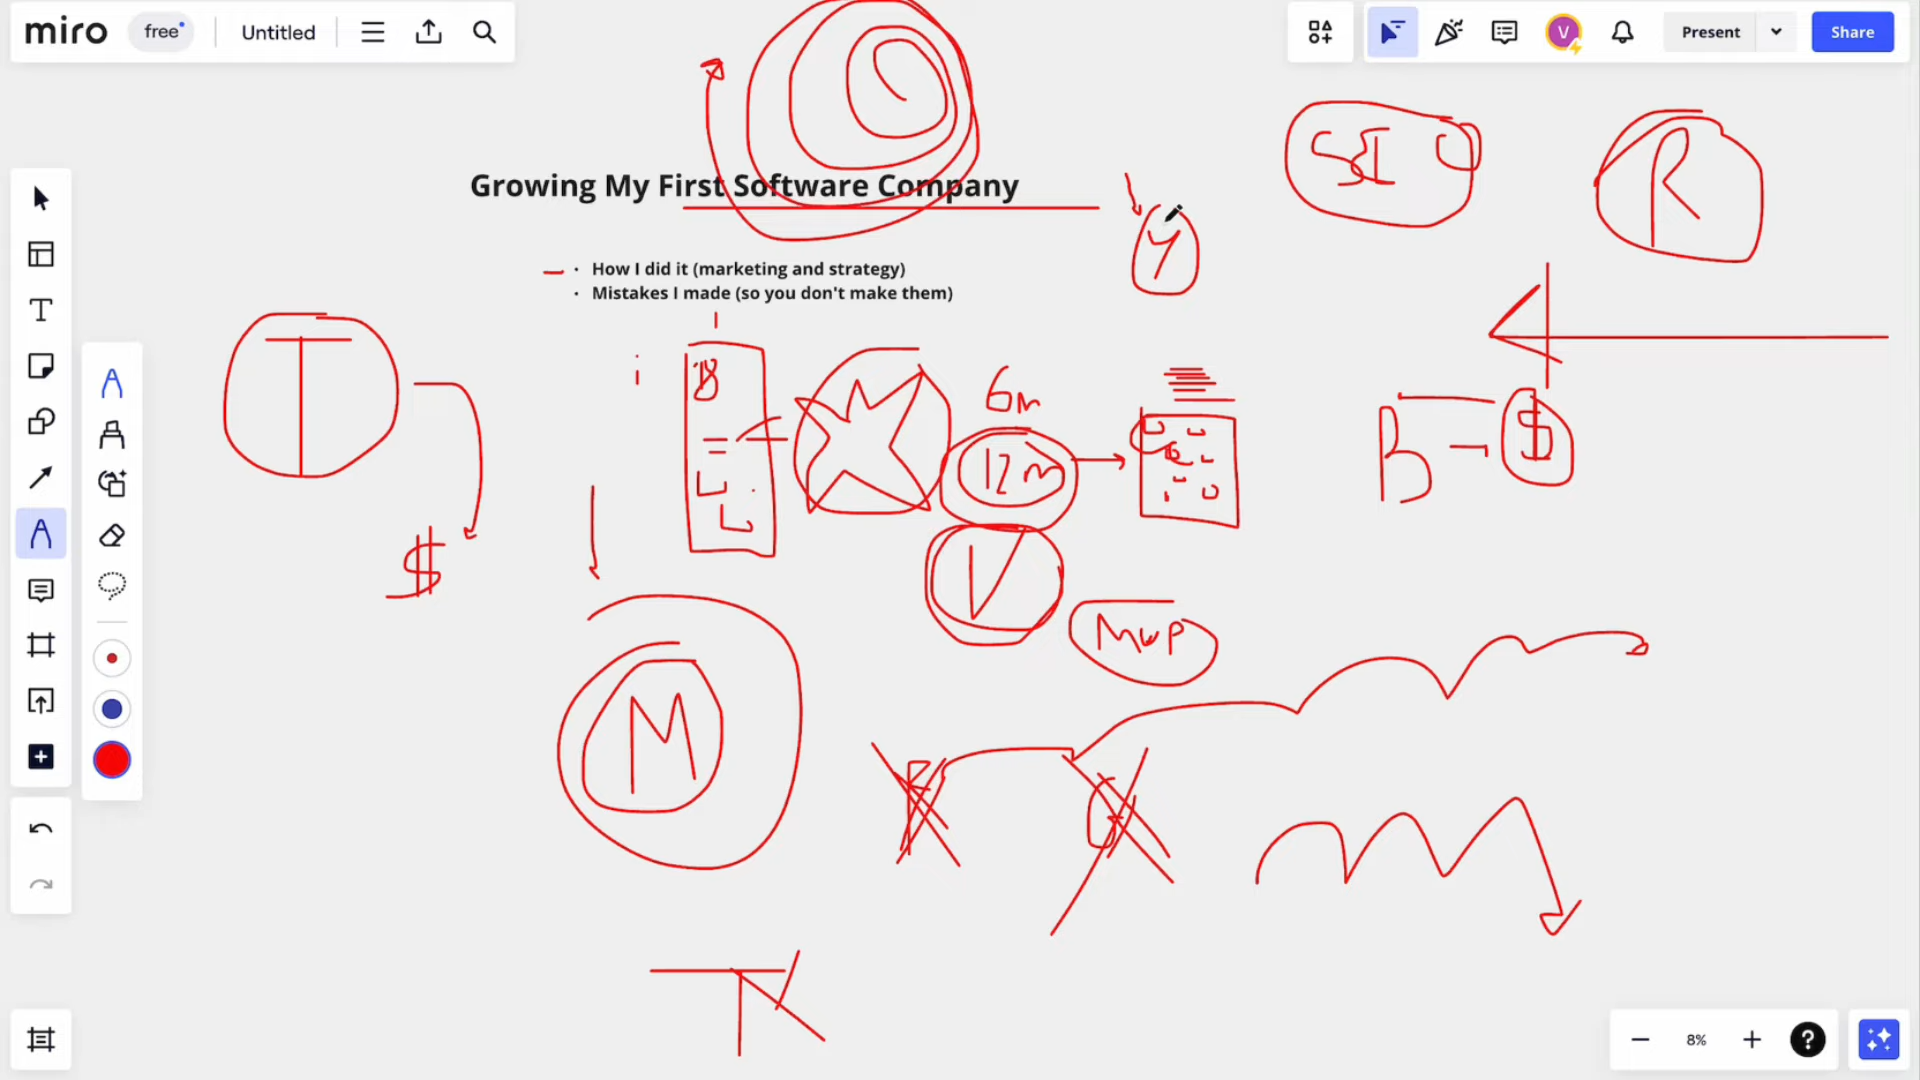 miro free Untitled Present Share
V
Growing My First Software Company
· How I did it (marketing and strategy)
· Mistakes I made (so you don't make them)
R
y
T
B
6m
12m
B → $
$
V
MVP
M
8%
?